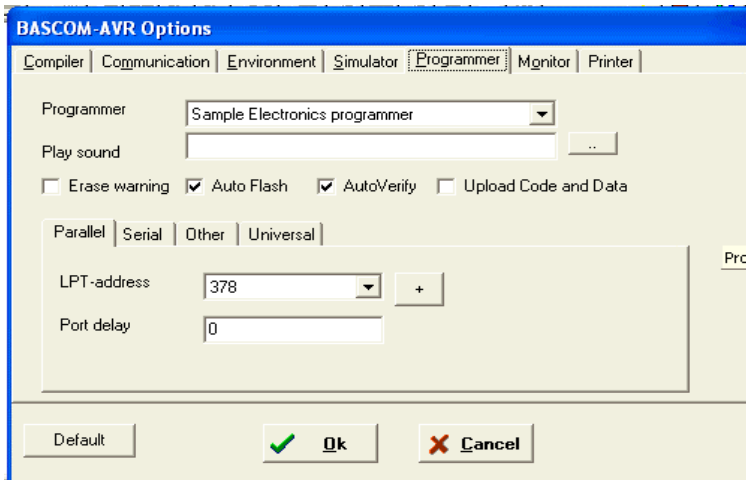 BASCOM-AVR Options
Compiler Communication Environment Simulator Programmer Monitor Printer
Programmer Sample Electronics programmer
Play sound ..
Erase warning Auto Flash AutoVerify Upload Code and Data
Parallel Serial Other Universal
LPT-address 378 +
Port delay 0
Default Ok Cancel